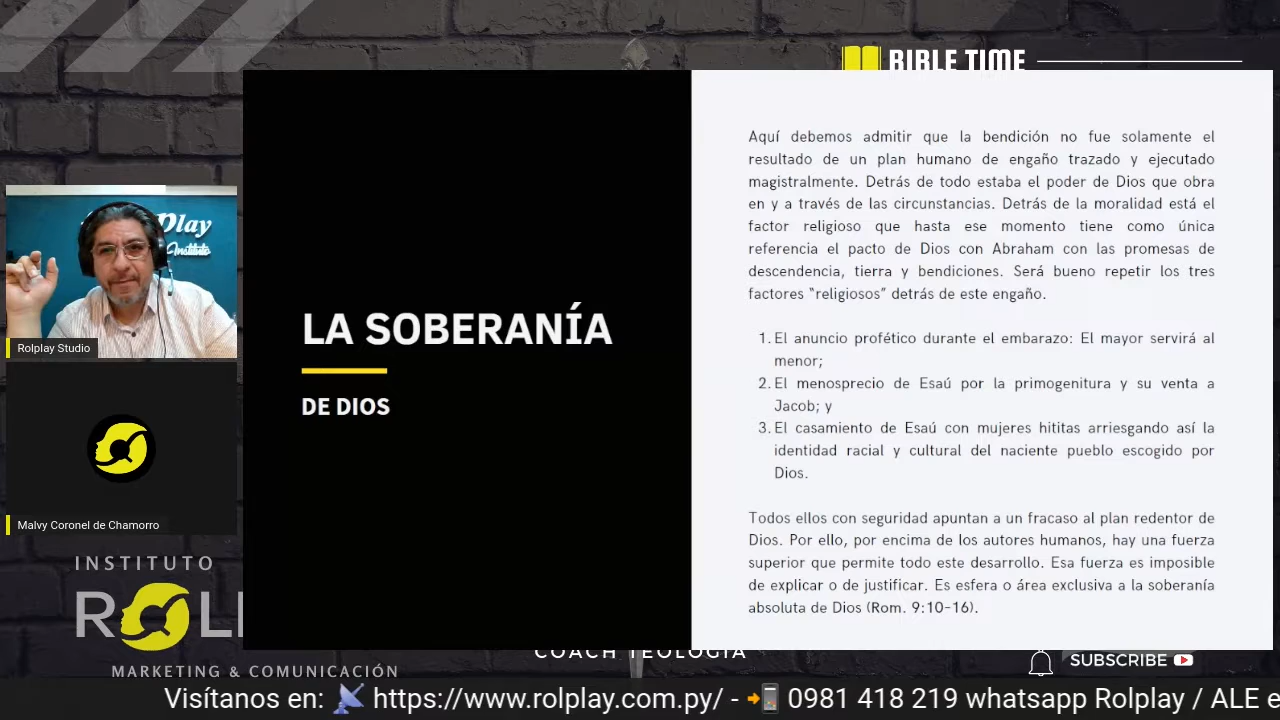 BIBLE TIME
Play
Institute
Rolplay Studio
Malvy Coronel de Chamorro
INSTITUTO
ROL
MARKETING & COMUNICACIÓN
LA SOBERANÍA
DE DIOS
Aquí debemos admitir que la bendición no fue solamente el
resultado de un plan humano de engaño trazado y ejecutado
magistralmente. Detrás de todo estaba el poder de Dios que obra
en y a través de las circunstancias. Detrás de la moralidad está el
factor religioso que hasta ese momento tiene como única
referencia el pacto de Dios con Abraham con las promesas de
descendencia, tierra y bendiciones. Será bueno repetir los tres
factores “religiosos” detrás de este engaño.
1. El anuncio profético durante el embarazo: El mayor servirá al
menor;
2. El menosprecio de Esaú por la primogenitura y su venta a
Jacob; y
3. El casamiento de Esaú con mujeres hititas arriesgando así la
identidad racial y cultural del naciente pueblo escogido por
Dios.
Todos ellos con seguridad apuntan a un fracaso al plan redentor de
Dios. Por ello, por encima de los autores humanos, hay una fuerza
superior que permite todo este desarrollo. Esa fuerza es imposible
de explicar o de justificar. Es esfera o área exclusiva a la soberanía
absoluta de Dios (Rom. 9:10-16).
COACH TEOLOGÍA
SUBSCRIBE
Visítanos en: 📡 https://www.rolplay.com.py/ - 📲 0981 418 219 whatsapp Rolplay / ALE e